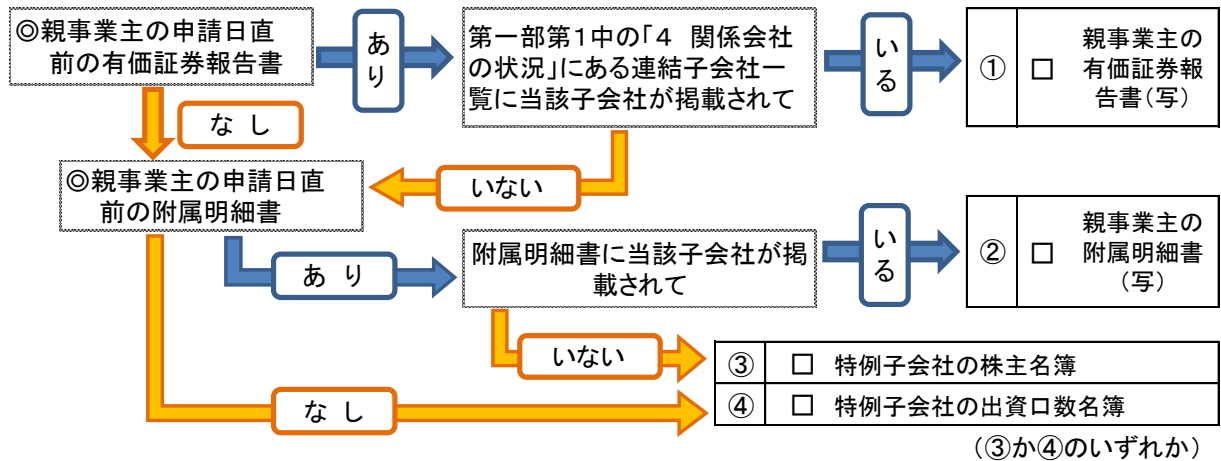 ◎親事業主の申請日直
前の有価証券報告書
あり
第一部第1中の「4 関係会社
の状況」にある連結子会社一
覧に当該子会社が掲載されて
いる
① □ 親事業主の
有価証券報
告書(写)
なし
いない
◎親事業主の申請日直
前の附属明細書
あり
附属明細書に当該子会社が掲
載されて
いる
② □ 親事業主の
附属明細書
(写)
いない
なし
③ □ 特例子会社の株主名簿
④ □ 特例子会社の出資口数名簿
(③か④のいずれか)